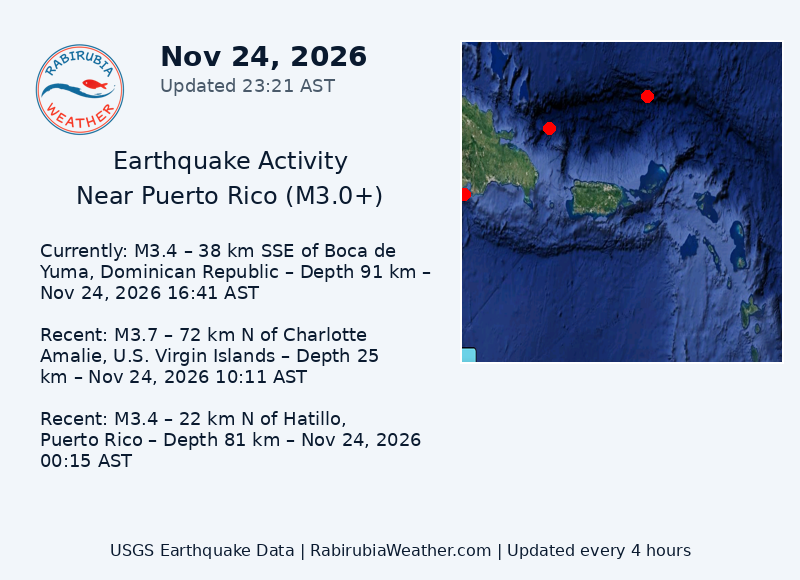 RABIRUBIA
WEATHER
Nov 24, 2026
Updated 23:21 AST
Earthquake Activity
Near Puerto Rico (M3.0+)
Currently: M3.4 – 38 km SSE of Boca de
Yuma, Dominican Republic – Depth 91 km –
Nov 24, 2026 16:41 AST
Recent: M3.7 – 72 km N of Charlotte
Amalie, U.S. Virgin Islands – Depth 25
km – Nov 24, 2026 10:11 AST
Recent: M3.4 – 22 km N of Hatillo,
Puerto Rico – Depth 81 km – Nov 24, 2026
00:15 AST
USGS Earthquake Data | RabirubiaWeather.com | Updated every 4 hours